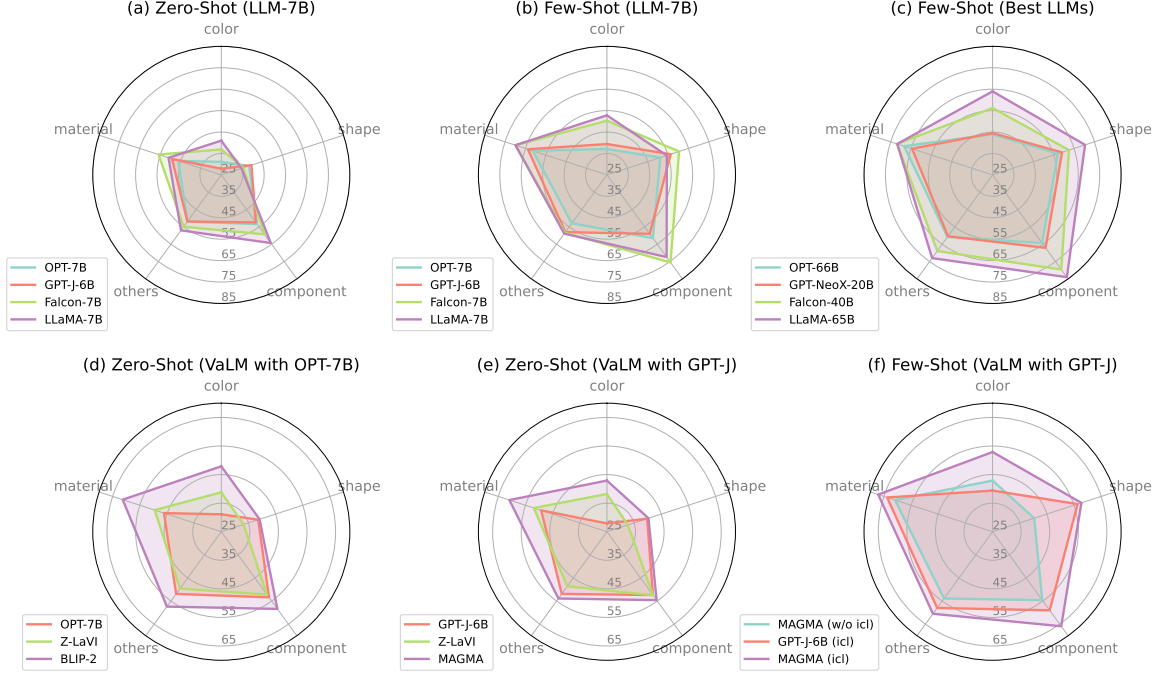 (a) Zero-Shot (LLM-7B)
color
shape
material
others
component
25
35
45
55
65
75
85
OPT-7B
GPT-J-6B
Falcon-7B
LLaMA-7B
(b) Few-Shot (LLM-7B)
color
shape
material
others
component
25
35
45
55
65
75
85
OPT-7B
GPT-J-6B
Falcon-7B
LLaMA-7B
(c) Few-Shot (Best LLMs)
color
shape
material
others
component
25
35
45
55
65
75
85
OPT-66B
GPT-NeoX-20B
Falcon-40B
LLaMA-65B
(d) Zero-Shot (VaLM with OPT-7B)
color
shape
material
others
component
25
35
45
55
65
OPT-7B
Z-LaVI
BLIP-2
(e) Zero-Shot (VaLM with GPT-J)
color
shape
material
others
component
25
35
45
55
65
GPT-J-6B
Z-LaVI
MAGMA
(f) Few-Shot (VaLM with GPT-J)
color
shape
material
others
component
25
35
45
55
65
MAGMA (w/o icl)
GPT-J-6B (icl)
MAGMA (icl)